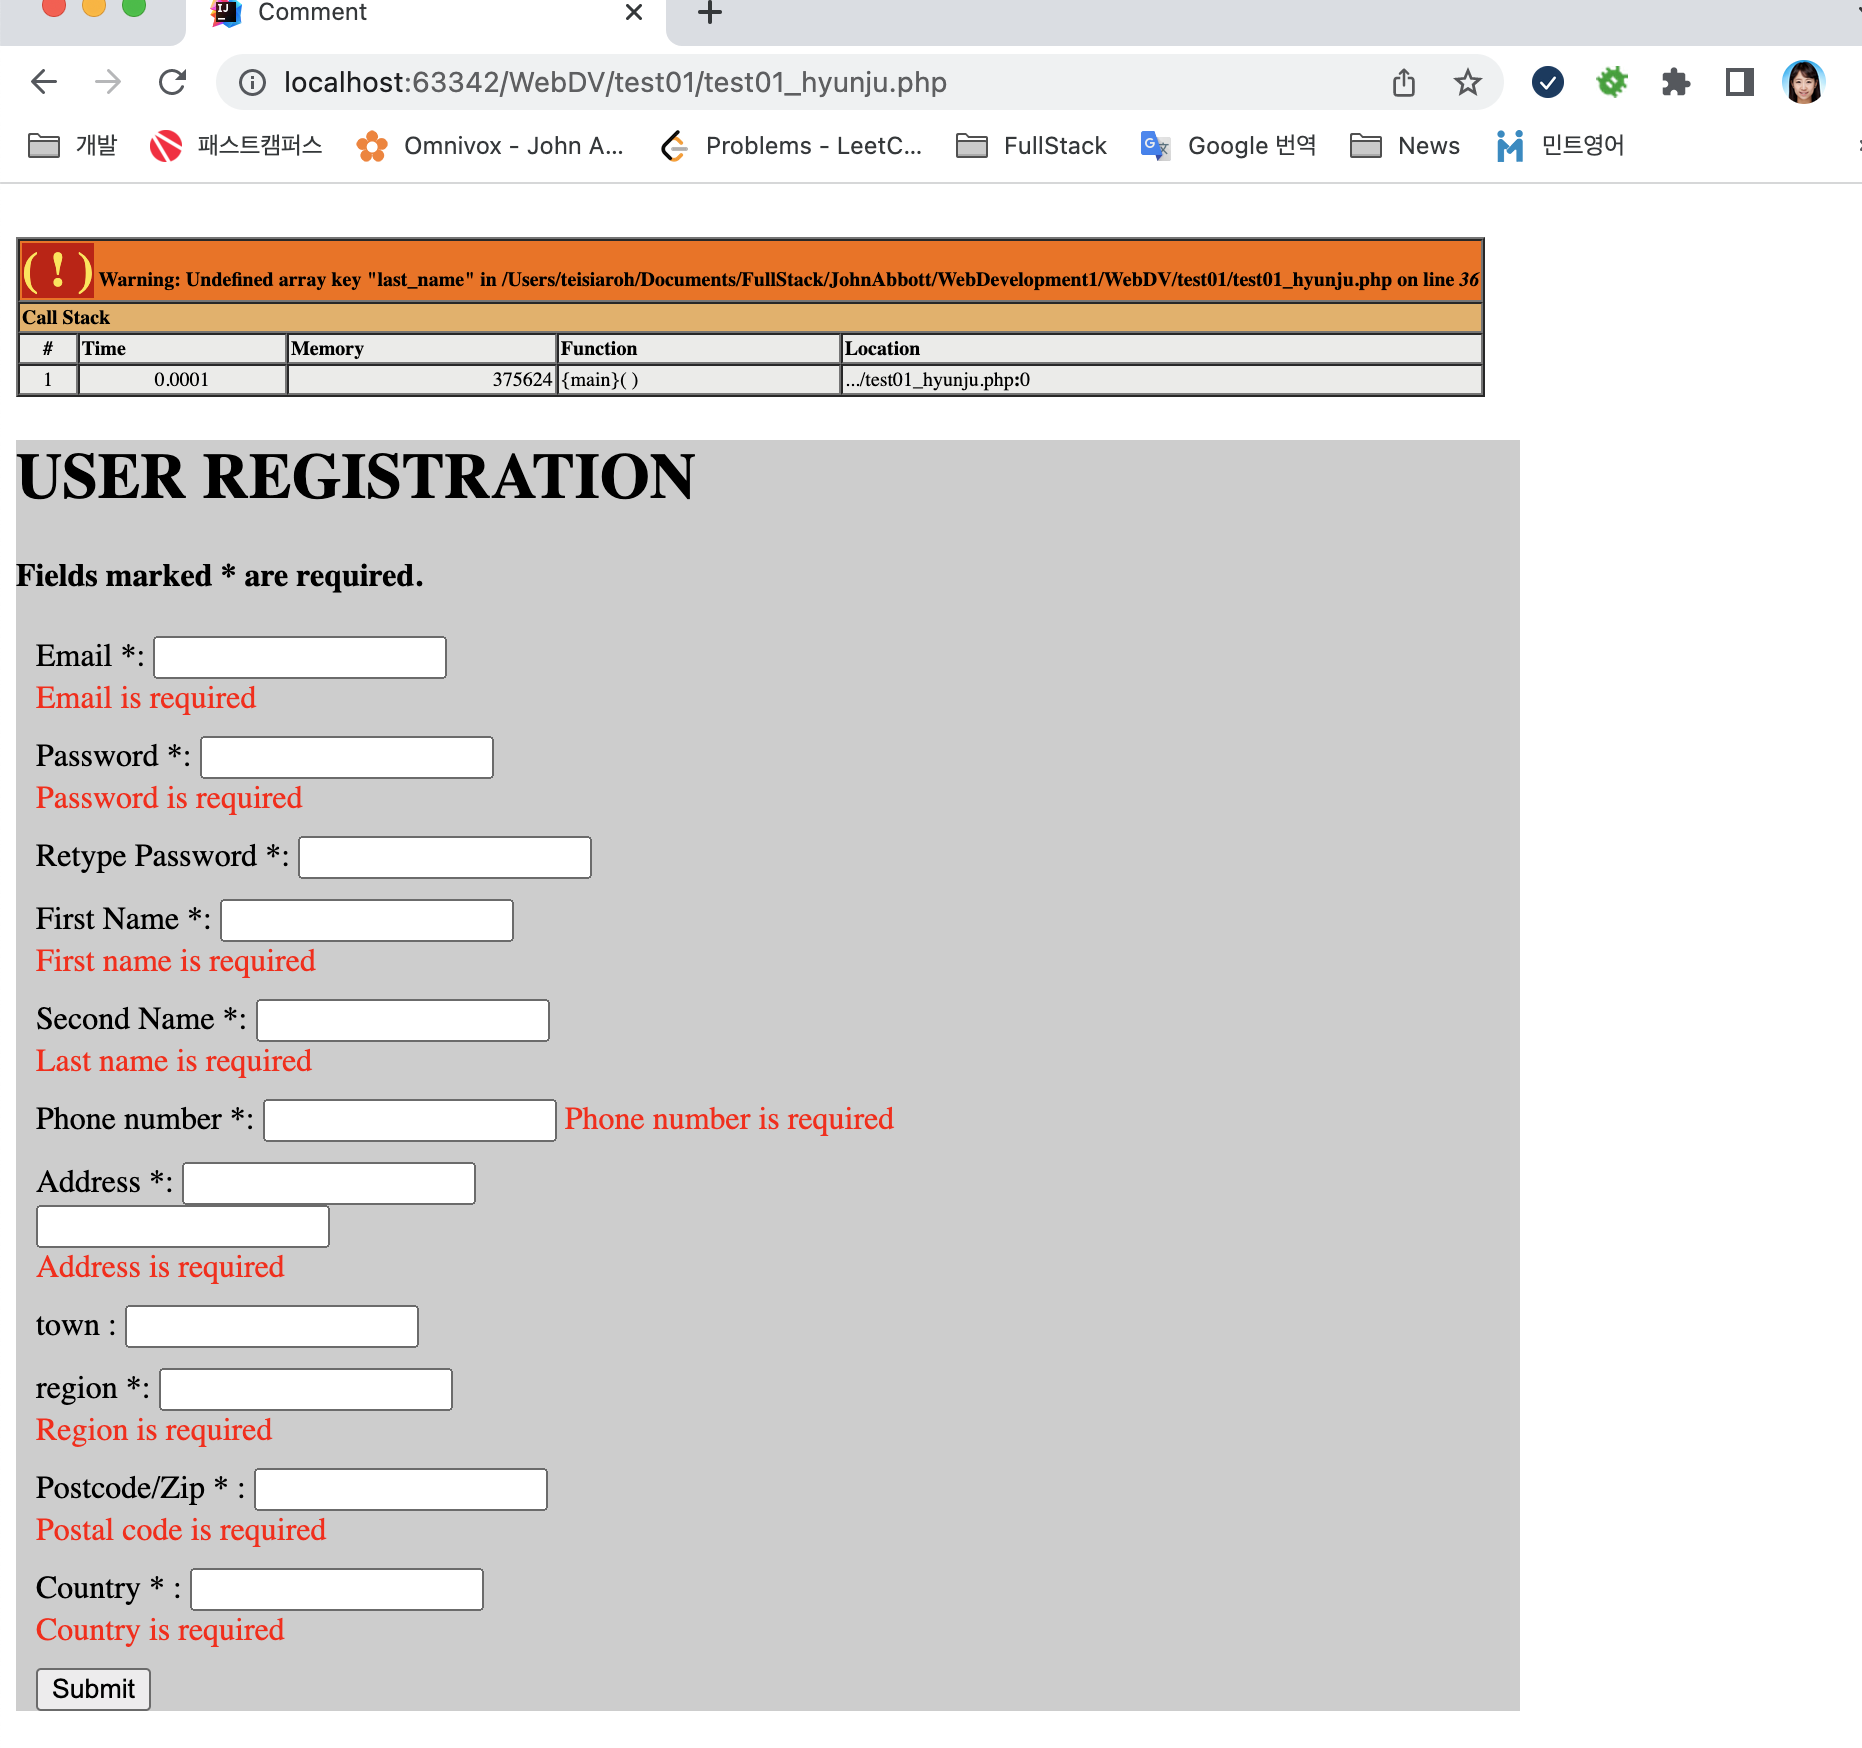 Comment
localhost:63342/WebDV/test01/test01_hyunju.php
개발 패스트캠퍼스 Omnivox - John A... Problems - LeetC... FullStack Google 번역 News 민트영어
( ! ) Warning: Undefined array key "last_name" in /Users/teisiaroh/Documents/FullStack/JohnAbbott/WebDevelopment1/WebDV/test01/test01_hyunju.php on line 36
Call Stack
# Time Memory Function Location
1 0.0001 375624 {main}( ) .../test01_hyunju.php:0
USER REGISTRATION
Fields marked * are required.
Email *:
Email is required
Password *:
Password is required
Retype Password *:
First Name *:
First name is required
Second Name *:
Last name is required
Phone number *: Phone number is required
Address *:
Address is required
town :
region *:
Region is required
Postcode/Zip * :
Postal code is required
Country * :
Country is required
Submit